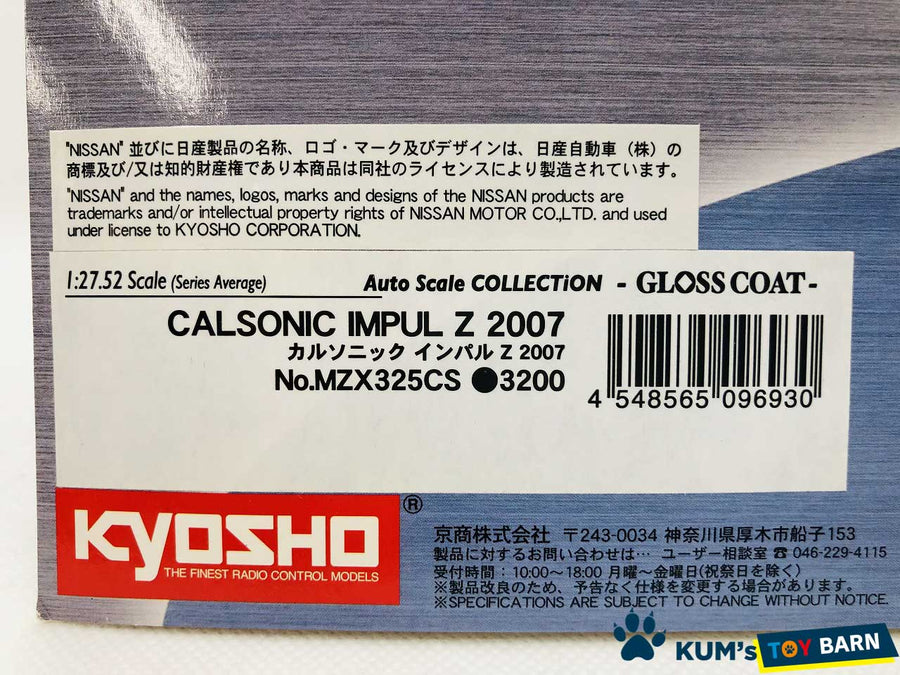 "NISSAN" 並びに日産製品の名称、ロゴ・マーク及びデザインは、日産自動車（株）の
商標及び/又は知的財産権であり本商品は同社のライセンスにより製造されています。
"NISSAN" and the names, logos, marks and designs of the NISSAN products are
trademarks and/or intellectual property rights of NISSAN MOTOR CO.,LTD. and used
under license to KYOSHO CORPORATION.
1:27.52 Scale (Series Average) Auto Scale COLLECTiON - GLOSS COAT -
CALSONIC IMPUL Z 2007
カルソニック インパル Z 2007
No.MZX325CS ●3200
4 548565 096930
KYOSHO ®
THE FINEST RADIO CONTROL MODELS
京商株式会社 〒243-0034 神奈川県厚木市船子153
製品に対するお問い合わせは… ユーザー相談室 ☎ 046-229-4115
受付時間：10:00～18:00 月曜～金曜日(祝祭日を除く)
※製品改良のため、予告なく仕様を変更する場合があります。
※SPECIFICATIONS ARE SUBJECT TO CHANGE WITHOUT NOTICE.
KUM's TOY BARN